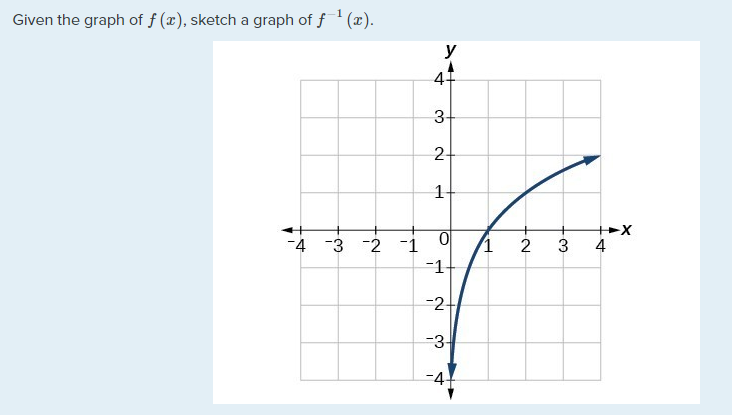 Given the graph of f (x), sketch a graph of f⁻¹ (x).
y
4
3
2
1
-4 -3 -2 -1 0 1 2 3 4 x
-1
-2
-3
-4